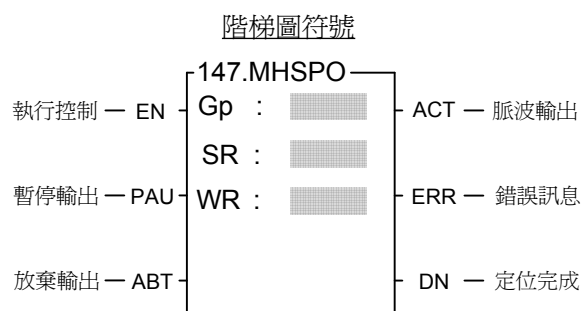 階梯圖符號
147.MHSPO
執行控制 EN Gp : ACT 脈波輸出
SR :
暫停輸出 PAU WR : ERR 錯誤訊息
放棄輸出 ABT DN 定位完成